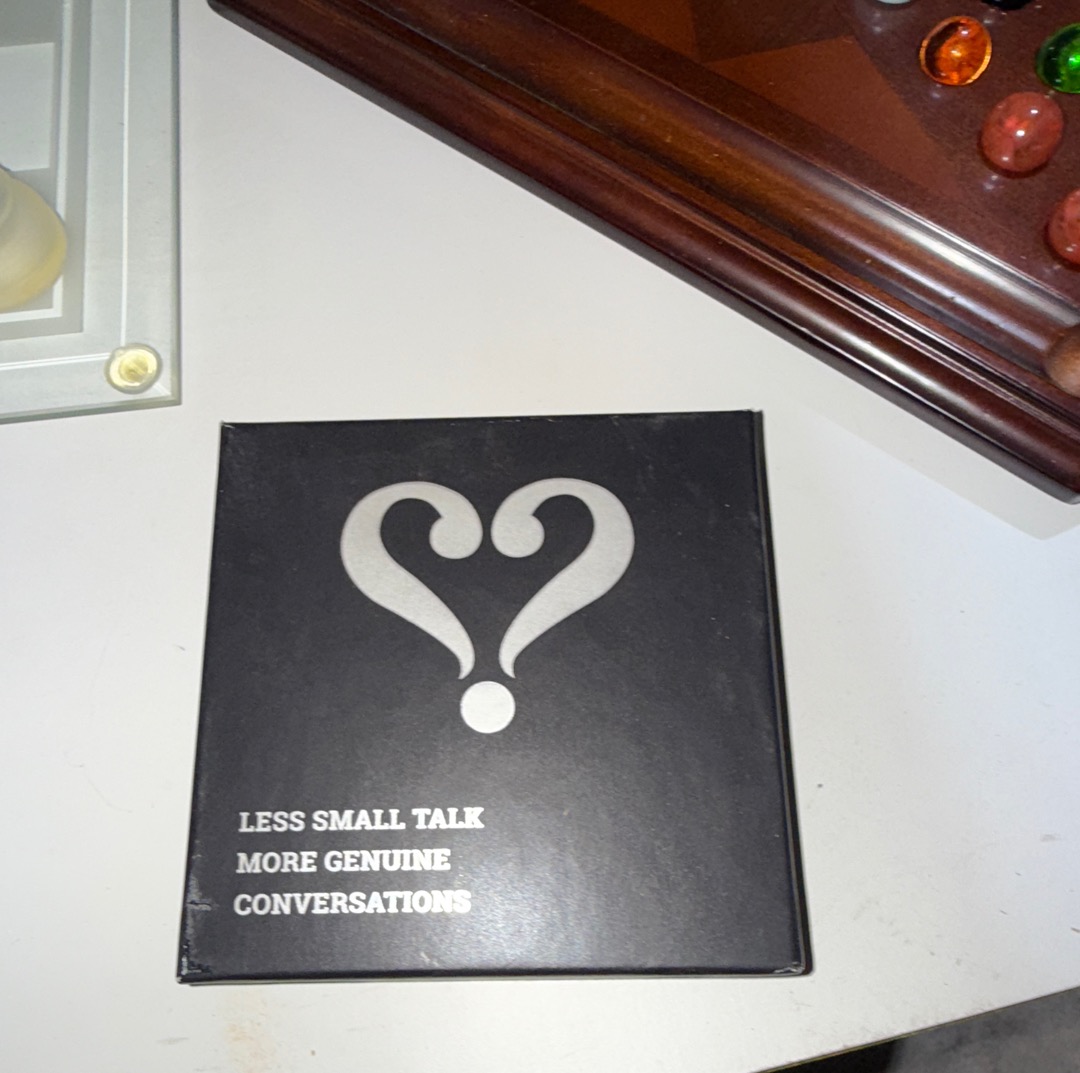 LESS SMALL TALK
MORE GENUINE
CONVERSATIONS